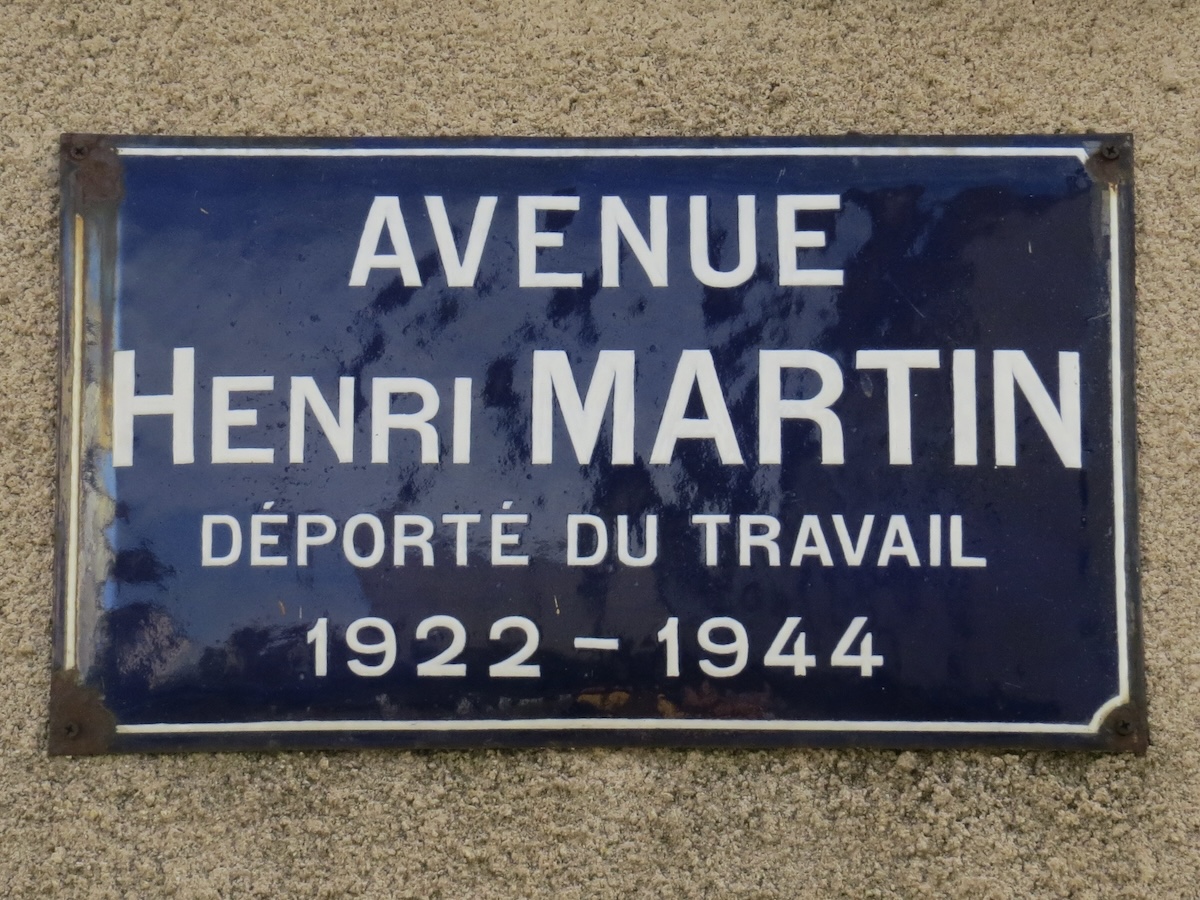 AVENUE
HENRI MARTIN
DÉPORTÉ DU TRAVAIL
1922 – 1944